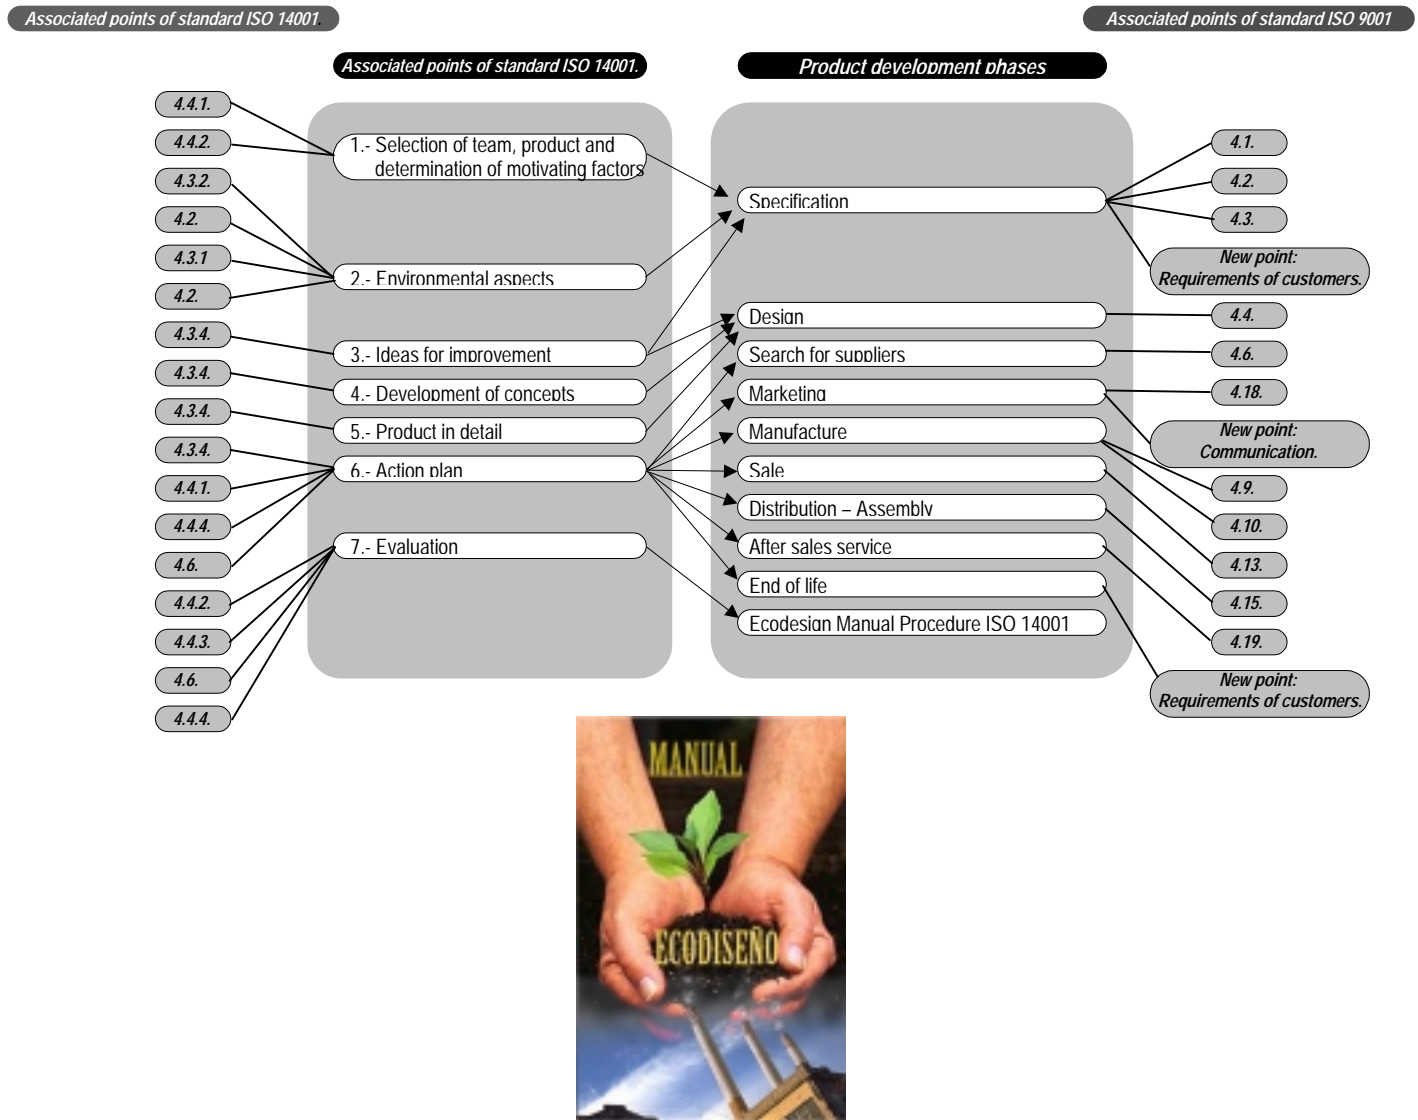 Associated points of standard ISO 14001.
Associated points of standard ISO 9001
Associated points of standard ISO 14001.
Product development phases
4.4.1.
4.4.2.
4.3.2.
4.2.
4.3.1
4.2.
4.3.4.
4.3.4.
4.3.4.
4.3.4.
4.4.1.
4.4.4.
4.6.
4.4.2.
4.4.3.
4.6.
4.4.4.
1.- Selection of team, product and
determination of motivating factors
2.- Environmental aspects
3.- Ideas for improvement
4.- Development of concepts
5.- Product in detail
6.- Action plan
7.- Evaluation
Specification
Design
Search for suppliers
Marketing
Manufacture
Sale
Distribution – Assembly
After sales service
End of life
Ecodesign Manual Procedure ISO 14001
4.1.
4.2.
4.3.
New point:
Requirements of customers.
4.4.
4.6.
4.18.
New point:
Communication.
4.9.
4.10.
4.13.
4.15.
4.19.
New point:
Requirements of customers.
MANUAL
ECODISEÑO